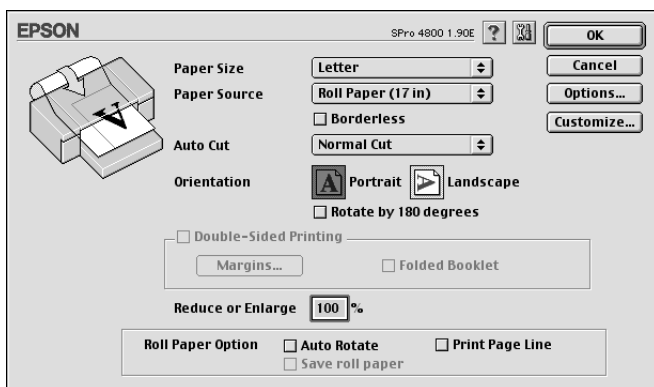 EPSON SPro 4800 1.90E ? OK
Paper Size Letter Cancel
Paper Source Roll Paper (17 in) Options...
Borderless Customize...
Auto Cut Normal Cut
Orientation A Portrait A Landscape
Rotate by 180 degrees
Double-Sided Printing
Margins... Folded Booklet
Reduce or Enlarge 100 %
Roll Paper Option Auto Rotate Print Page Line
Save roll paper